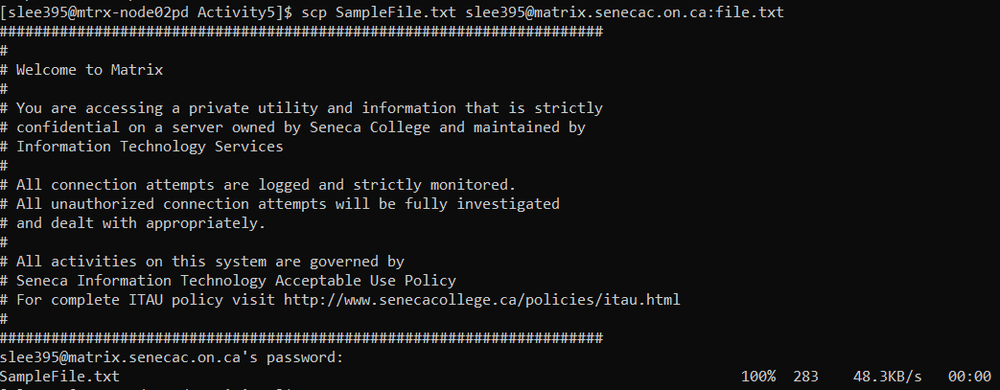 [slee395@mtrx-node02pd Activity5]$ scp SampleFile.txt slee395@matrix.senecac.on.ca:file.txt
######################################################################
#
# Welcome to Matrix
#
# You are accessing a private utility and information that is strictly
# confidential on a server owned by Seneca College and maintained by
# Information Technology Services
#
# All connection attempts are logged and strictly monitored.
# All unauthorized connection attempts will be fully investigated
# and dealt with appropriately.
#
# All activities on this system are governed by
# Seneca Information Technology Acceptable Use Policy
# For complete ITAU policy visit http://www.senecacollege.ca/policies/itau.html
#
######################################################################
slee395@matrix.senecac.on.ca's password:
SampleFile.txt 100% 283 48.3KB/s 00:00